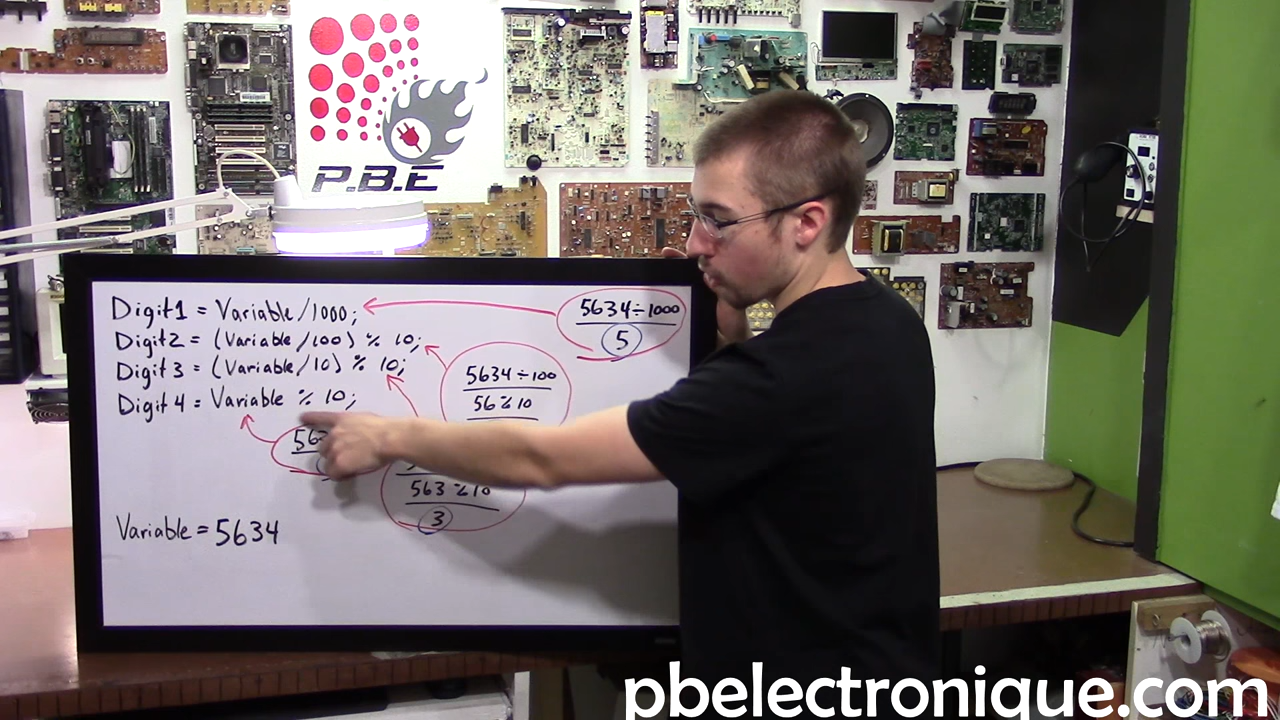 P.B.E
Digit1 = Variable/1000;
Digit2 = (Variable/100) % 10;
Digit3 = (Variable/10) % 10;
Digit4 = Variable % 10;
5634÷1000
5
5634÷100
56%10
563%10
3
Variable = 5634
pbelectronique.com